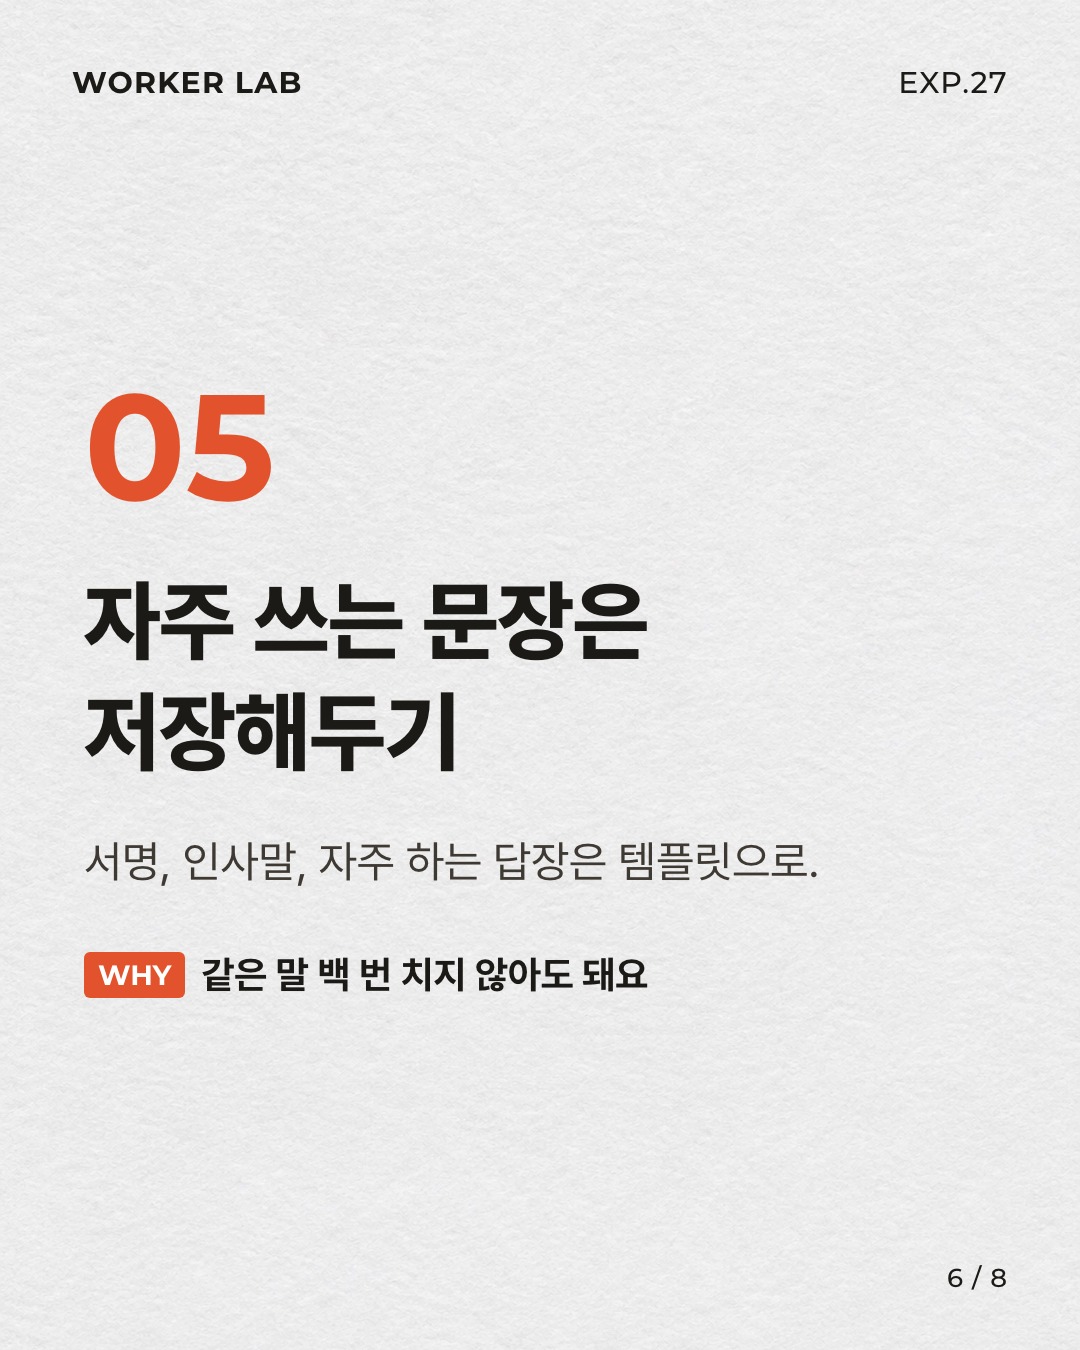 WORKER LAB
EXP.27
05
자주 쓰는 문장은
저장해두기
서명, 인사말, 자주 하는 답장은 템플릿으로.
WHY 같은 말 백 번 치지 않아도 돼요
6 / 8